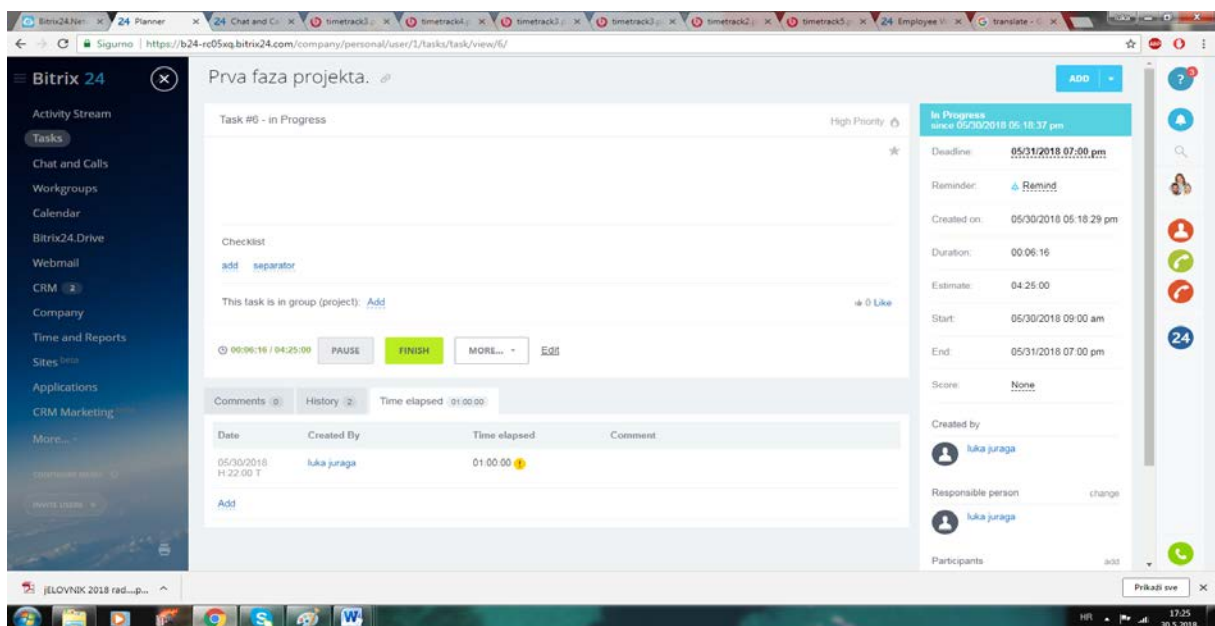 Bitrix24.Net
24 Planner
24 Chat and C
timetrack3.p
timetrack4.p
timetrack3.p
timetrack3.p
timetrack2.p
timetrack5.p
24 Employee W
translate - G
Sigurno | https://b24-rc05xq.bitrix24.com/company/personal/user/1/tasks/task/view/6/
Bitrix 24
Activity Stream
Tasks
Chat and Calls
Workgroups
Calendar
Bitrix24.Drive
Webmail
CRM 2
Company
Time and Reports
Sites beta
Applications
CRM Marketing
More...
CONFIGURE MENU
INVITE USERS
Prva faza projekta.
ADD
Task #6 - in Progress
High Priority
Checklist
add separator
This task is in group (project): Add
0 Like
00:06:16 / 04:25:00 PAUSE FINISH MORE... Edit
Comments 0 History 2 Time elapsed 01:00:00
Date Created By Time elapsed Comment
05/30/2018 luka juraga 01:00:00 !
H:22:00 T
Add
In Progress
since 05/30/2018 05:18:37 pm
Deadline: 05/31/2018 07:00 pm
Reminder: Remind
Created on: 05/30/2018 05:18:29 pm
Duration: 00:06:16
Estimate: 04:25:00
Start: 05/30/2018 09:00 am
End: 05/31/2018 07:00 pm
Score: None
Created by
luka juraga
Responsible person change
luka juraga
Participants add
? 3
24
jELOVNIK 2018 rad....p...
Prikaži sve
HR
17:25
30.5.2018.